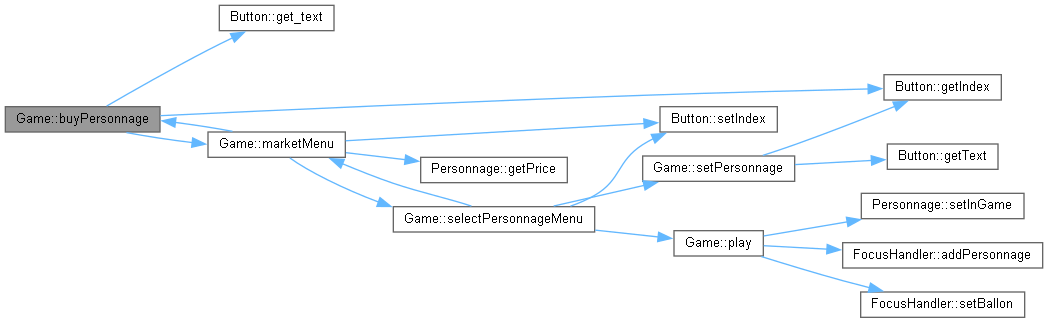 Button::get_text
Button::getIndex
Game::buyPersonnage
Button::setIndex
Game::marketMenu
Button::getText
Personnage::getPrice
Game::setPersonnage
Personnage::setInGame
Game::selectPersonnageMenu
Game::play
FocusHandler::addPersonnage
FocusHandler::setBallon